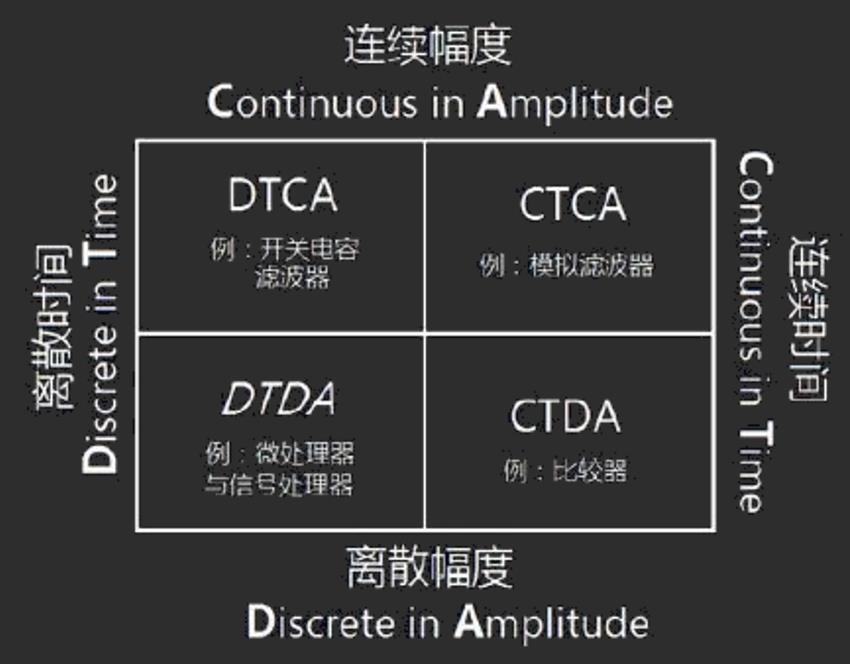 连续幅度
Continuous in Amplitude
离散时间
Discrete in Time
DTCA
例：开关电容
滤波器
CTCA
例：模拟滤波器
DTDA
例：微处理器
与信号处理器
CTDA
例：比较器
Continuous in Time
连续时间
离散幅度
Discrete in Amplitude